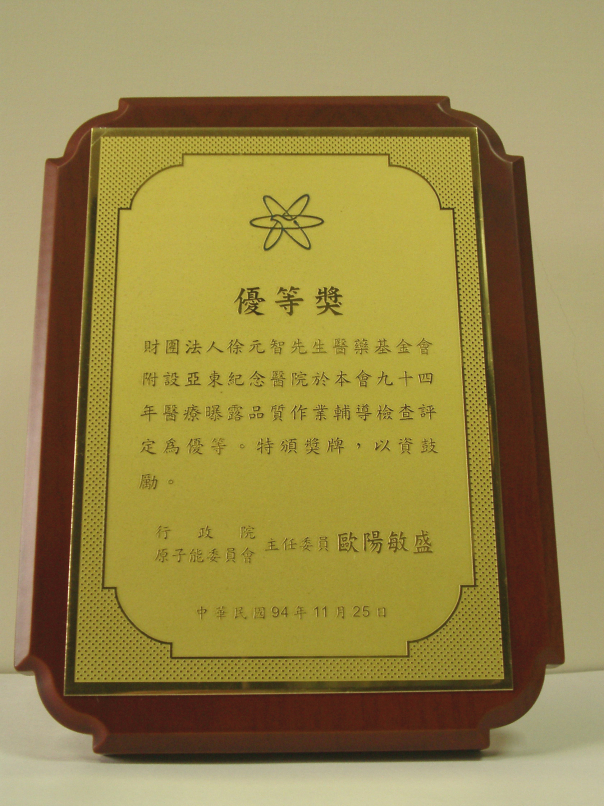 優等獎
財團法人徐元智先生醫藥基金會
附設亞東紀念醫院於本會九十四
年醫療曝露品質作業輔導檢查評
定為優等。特頒獎牌，以資鼓
勵。
行政院
原子能委員會 主任委員 歐陽敏盛
中華民國94年11月25日